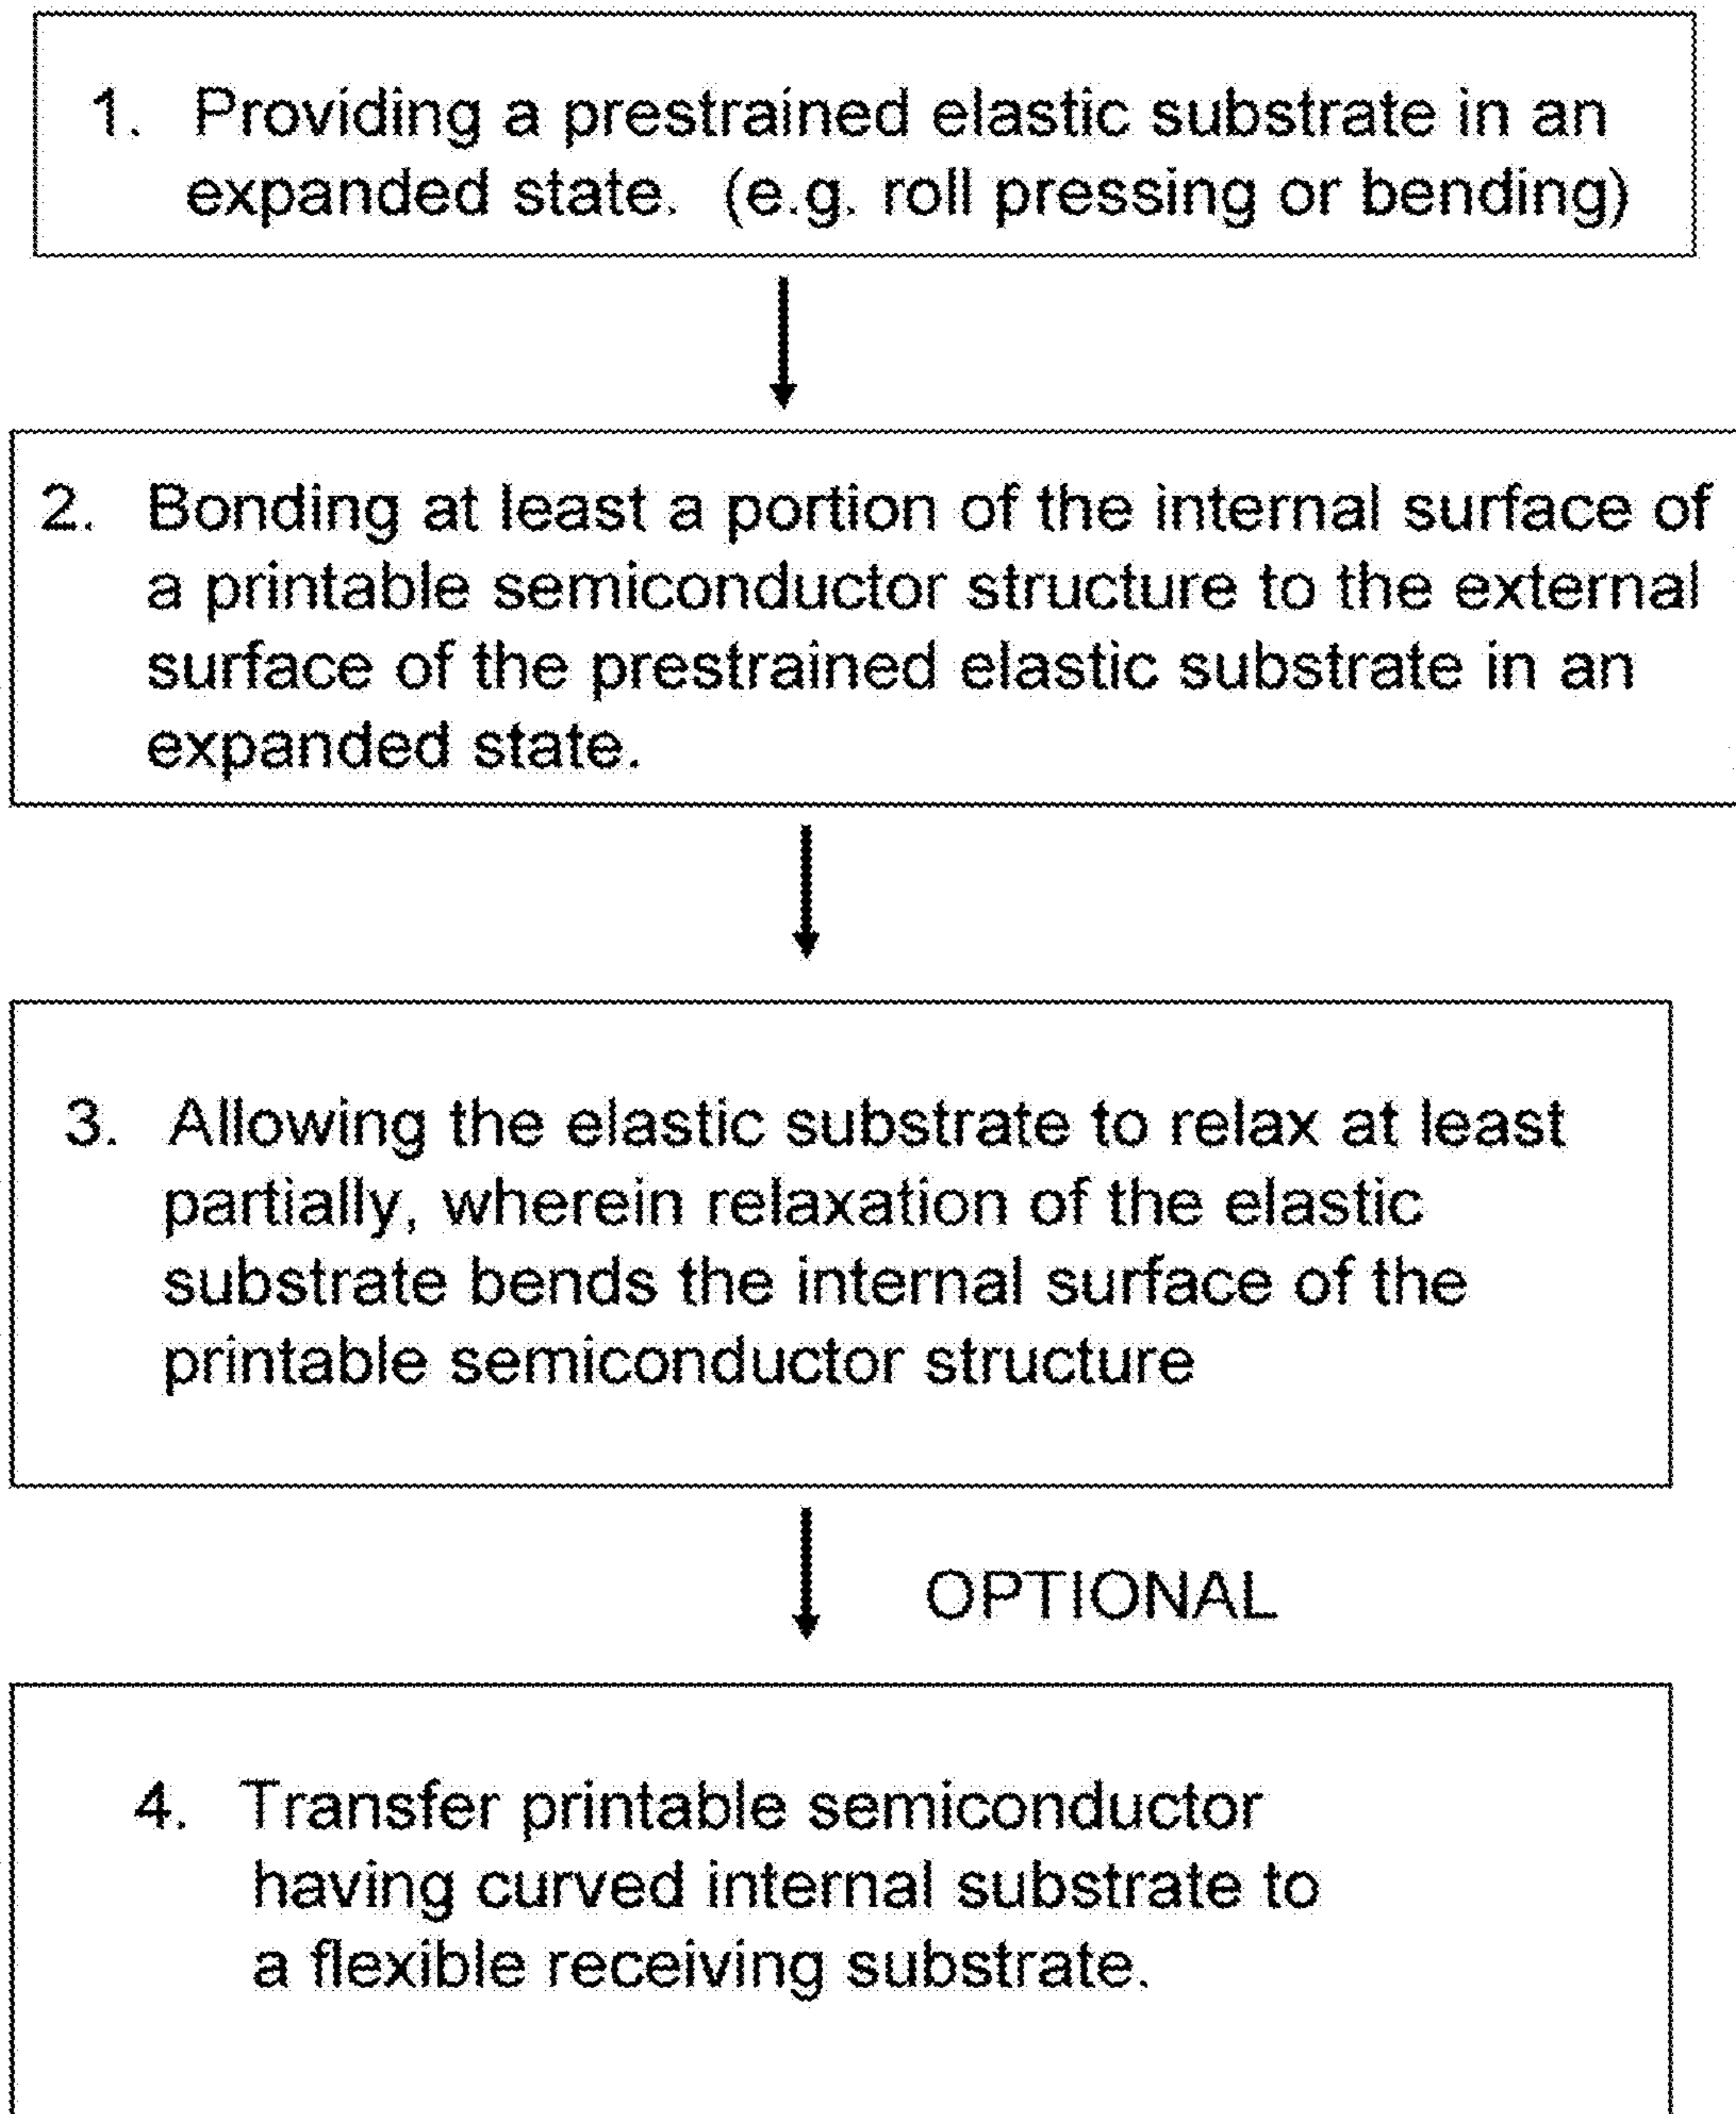 1. Providing a prestrained elastic substrate in an
expanded state. (e.g. roll pressing or bending)
2. Bonding at least a portion of the internal surface of
a printable semiconductor structure to the external
surface of the prestrained elastic substrate in an
expanded state.
3. Allowing the elastic substrate to relax at least
partially, wherein relaxation of the elastic
substrate bends the internal surface of the
printable semiconductor structure
OPTIONAL
4. Transfer printable semiconductor
having curved internal substrate to
a flexible receiving substrate.